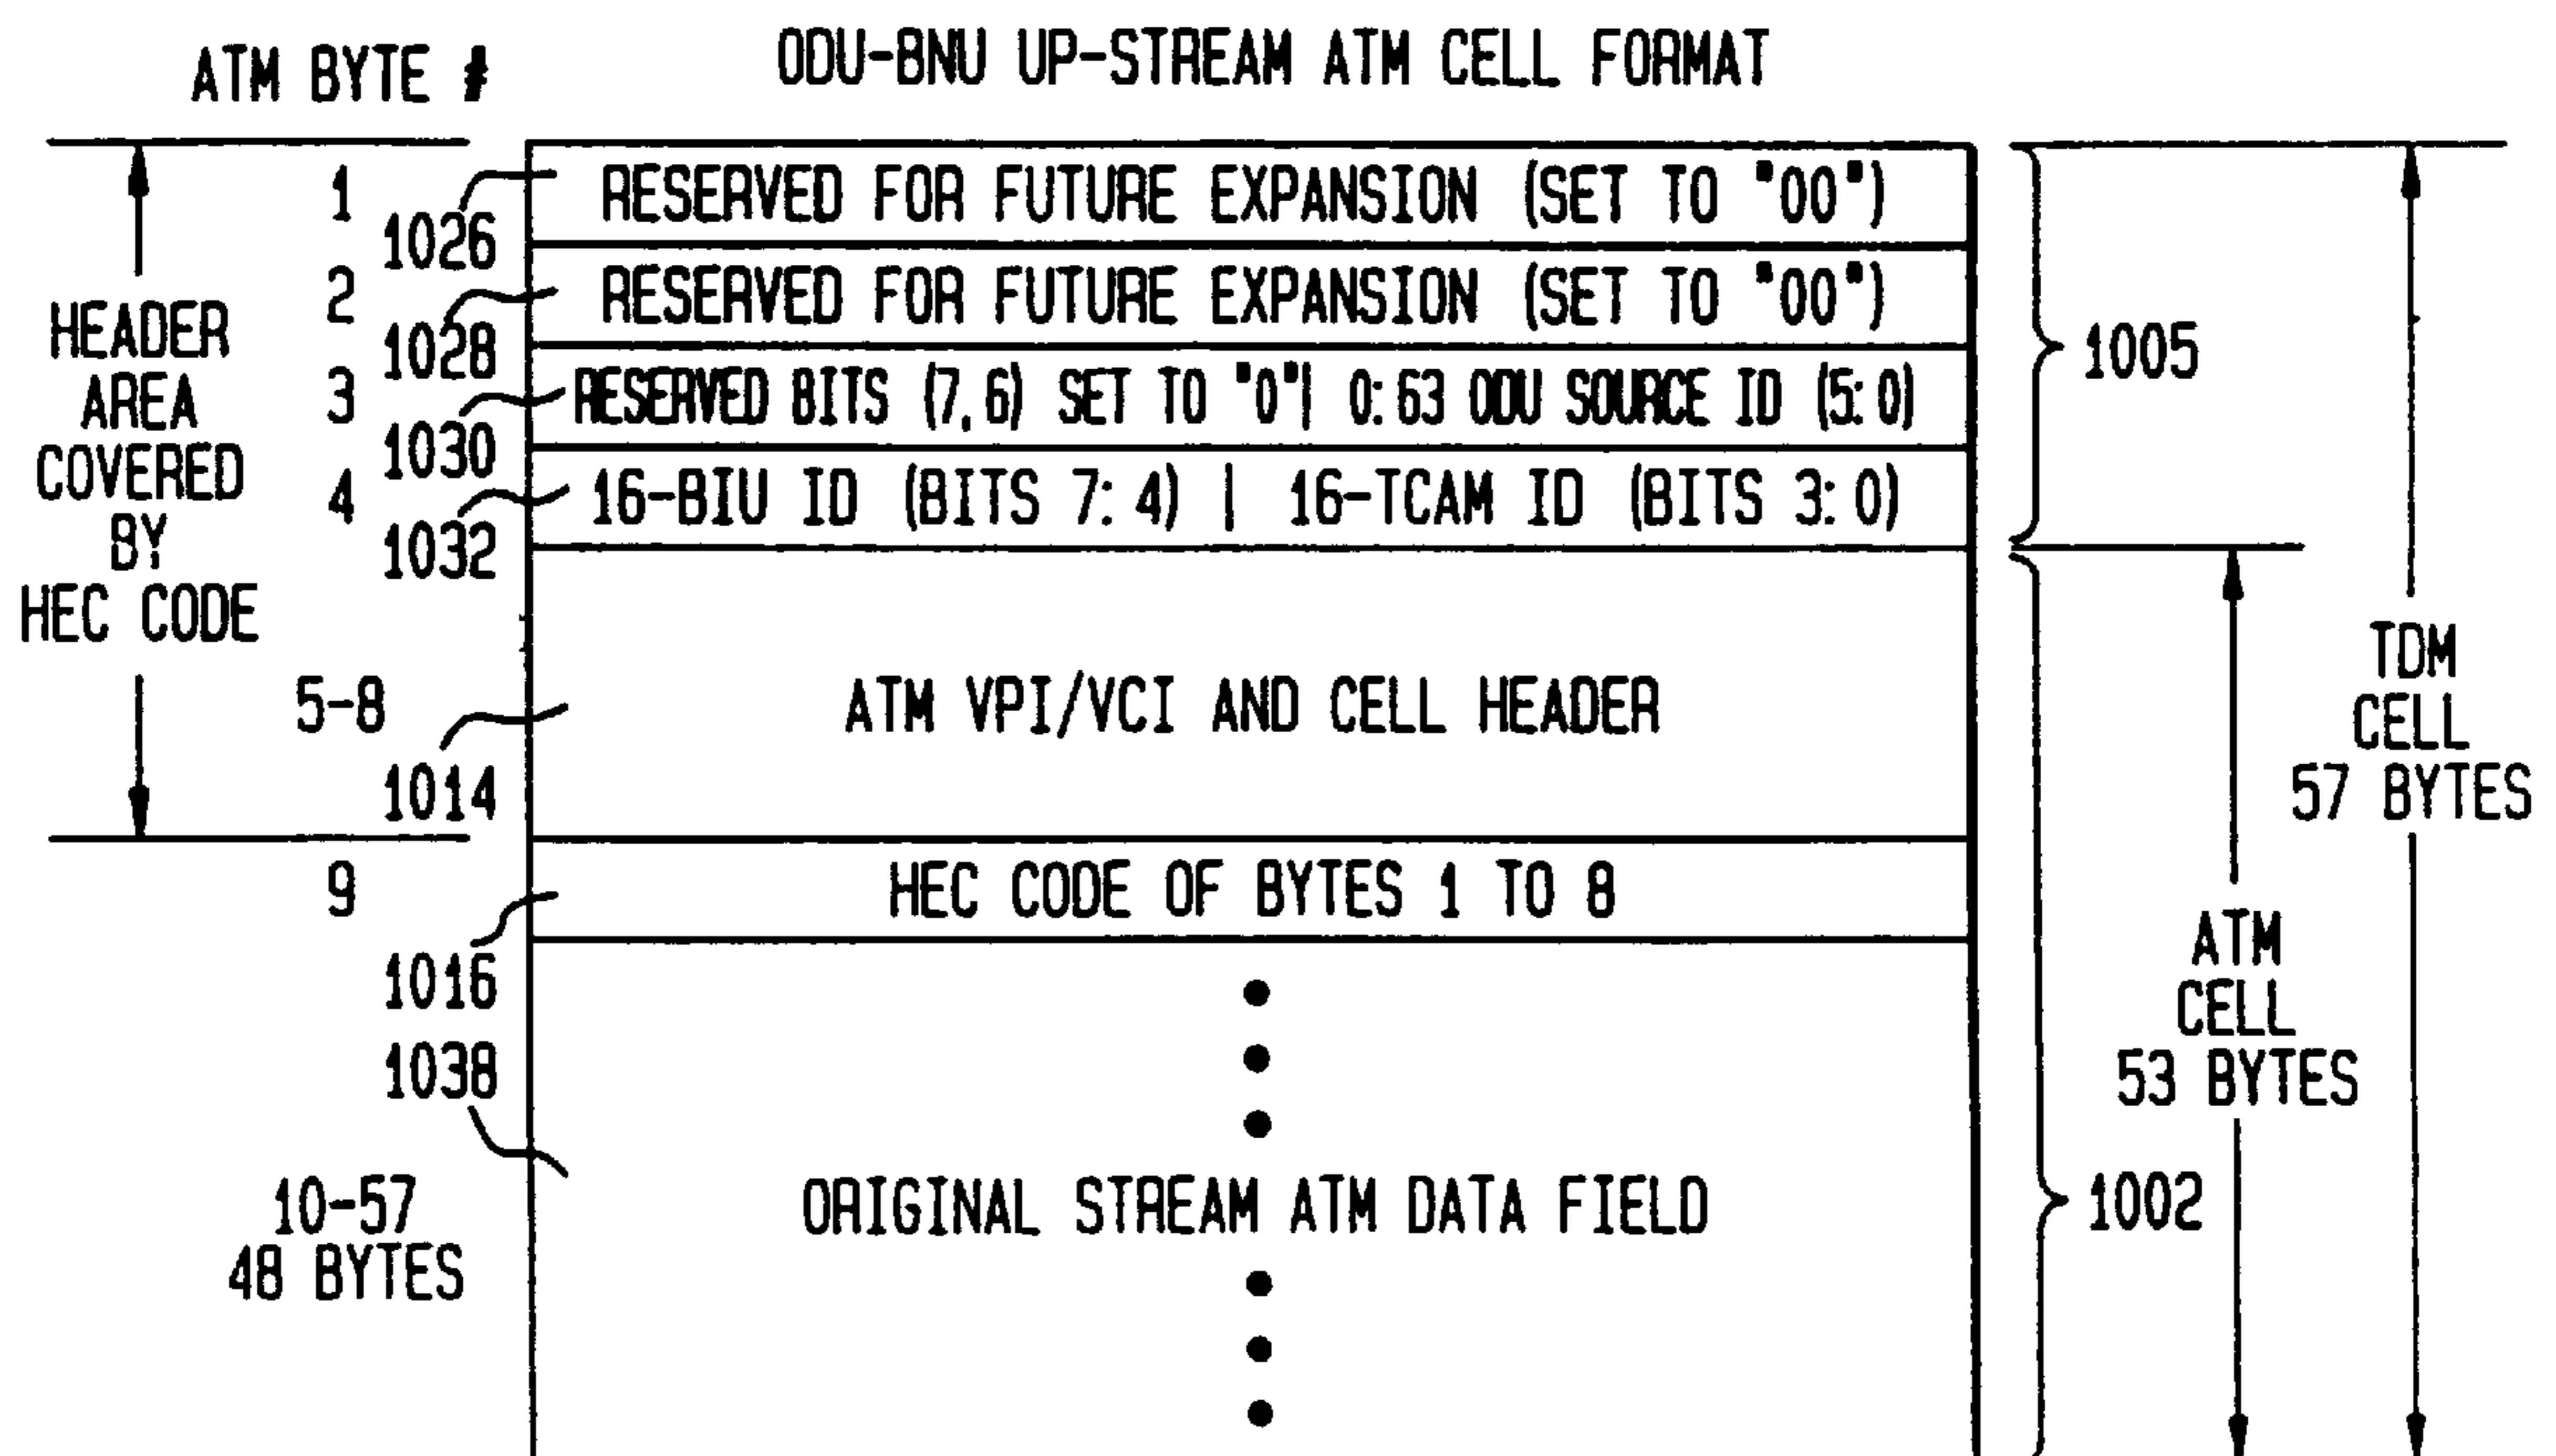 ODU-BNU UP-STREAM ATM CELL FORMAT
ATM BYTE #
1
1026
RESERVED FOR FUTURE EXPANSION (SET TO "00")
2
1028
RESERVED FOR FUTURE EXPANSION (SET TO "00")
3
1030
RESERVED BITS (7,6) SET TO "0"| 0:63 ODU SOURCE ID (5:0)
4
1032
16-BIU ID (BITS 7:4) | 16-TCAM ID (BITS 3:0)
1005
HEADER
AREA
COVERED
BY
HEC CODE
5-8
1014
ATM VPI/VCI AND CELL HEADER
TDM
CELL
57 BYTES
9
1016
HEC CODE OF BYTES 1 TO 8
ATM
CELL
53 BYTES
1038
10-57
48 BYTES
ORIGINAL STREAM ATM DATA FIELD
1002